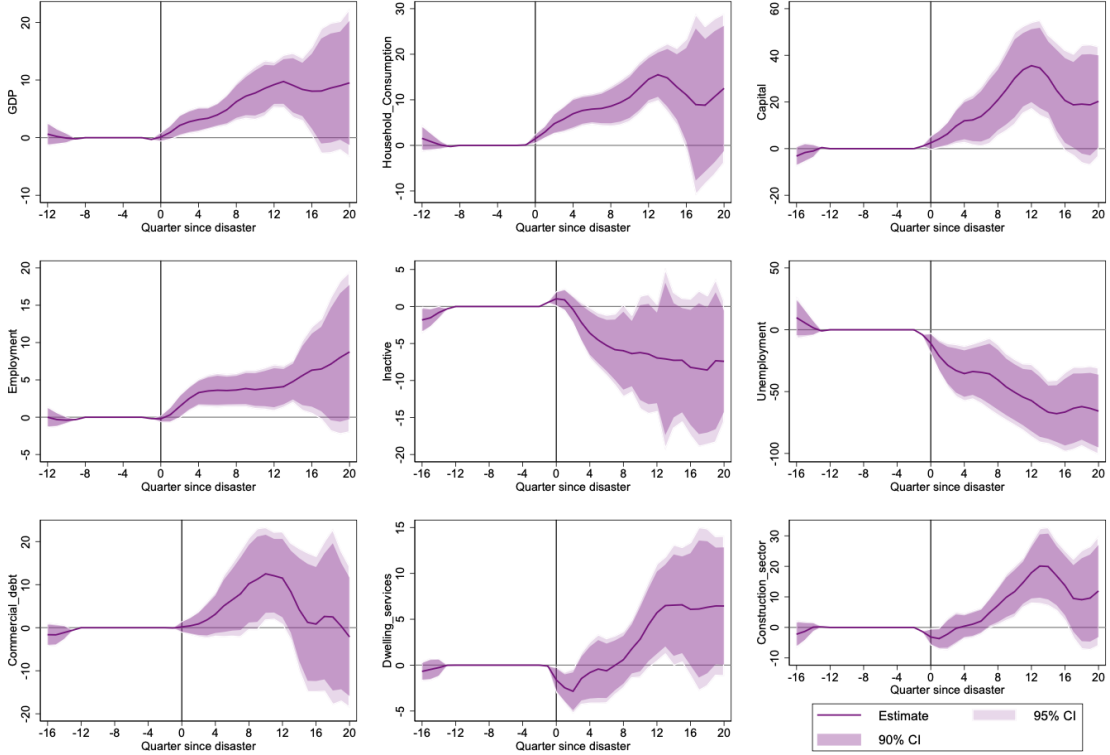 GDP
-10 0 10 20
-12 -8 -4 0 4 8 12 16 20
Quarter since disaster
Household_Consumption
-10 0 10 20 30
-12 -8 -4 0 4 8 12 16 20
Quarter since disaster
Capital
-20 0 20 40 60
-16 -12 -8 -4 0 4 8 12 16 20
Quarter since disaster
Employment
-5 0 5 10 15 20
-12 -8 -4 0 4 8 12 16 20
Quarter since disaster
Inactive
-20 -15 -10 -5 0 5
-16 -12 -8 -4 0 4 8 12 16 20
Quarter since disaster
Unemployment
-100 -50 0 50
-16 -12 -8 -4 0 4 8 12 16 20
Quarter since disaster
Commercial_debt
-20 -10 0 10 20
-16 -12 -8 -4 0 4 8 12 16 20
Quarter since disaster
Dwelling_services
-5 0 5 10 15
-16 -12 -8 -4 0 4 8 12 16 20
Quarter since disaster
Construction_sector
-10 0 10 20 30
-16 -12 -8 -4 0 4 8 12 16 20
Quarter since disaster
Estimate 95% CI
90% CI